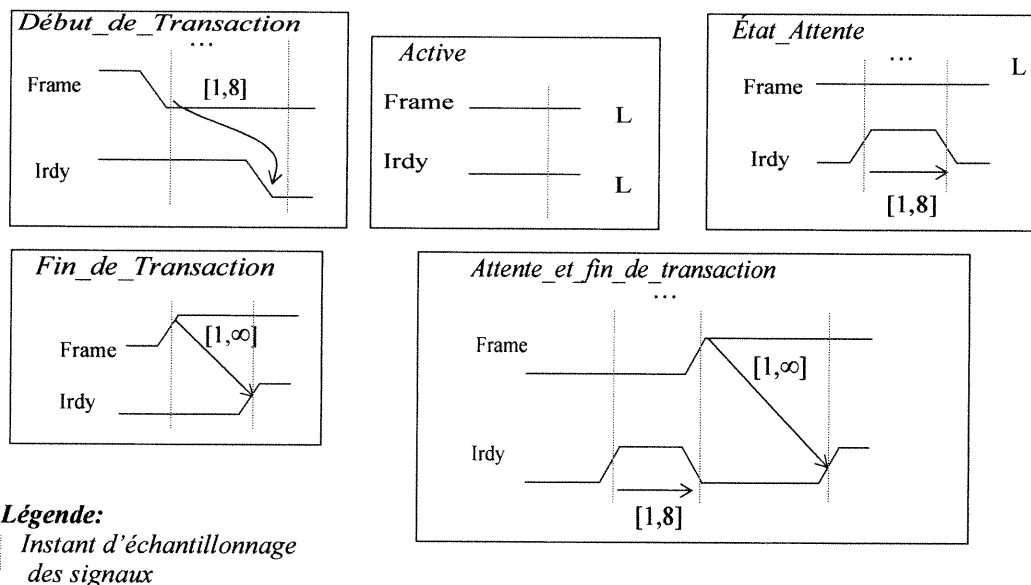 Début_de_Transaction
...
Frame
[1,8]
Irdy
Active
Frame
L
Irdy
L
État_Attente
...
L
Frame
Irdy
[1,8]
Fin_de_Transaction
[1,∞]
Frame
Irdy
Attente_et_fin_de_transaction
...
Frame
[1,∞]
Irdy
[1,8]
Légende:
Instant d'échantillonnage
des signaux